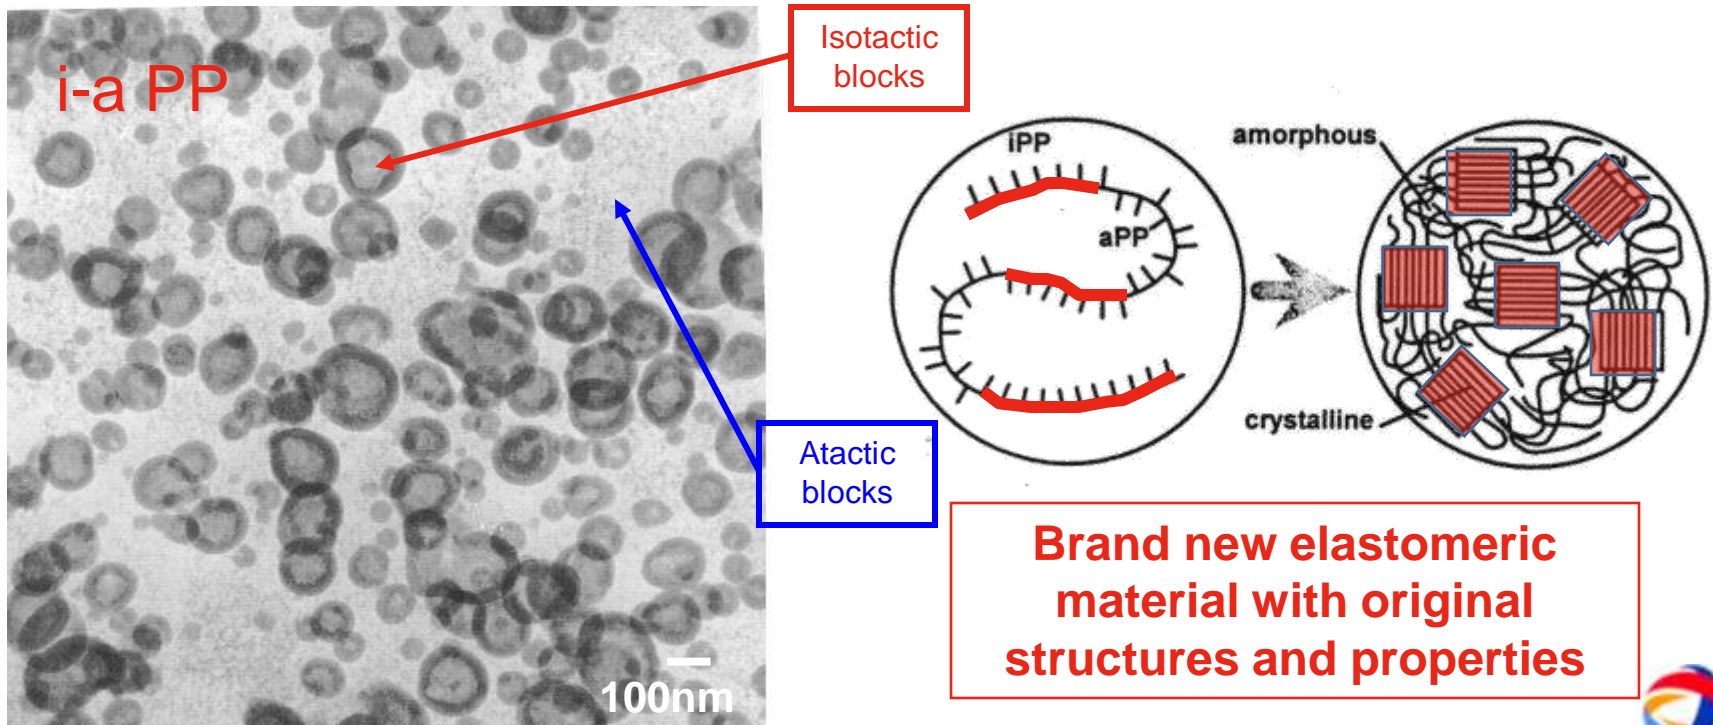 i-a PP
Isotactic
blocks
Atactic
blocks
100nm
iPP
aPP
amorphous
crystalline
Brand new elastomeric
material with original
structures and properties